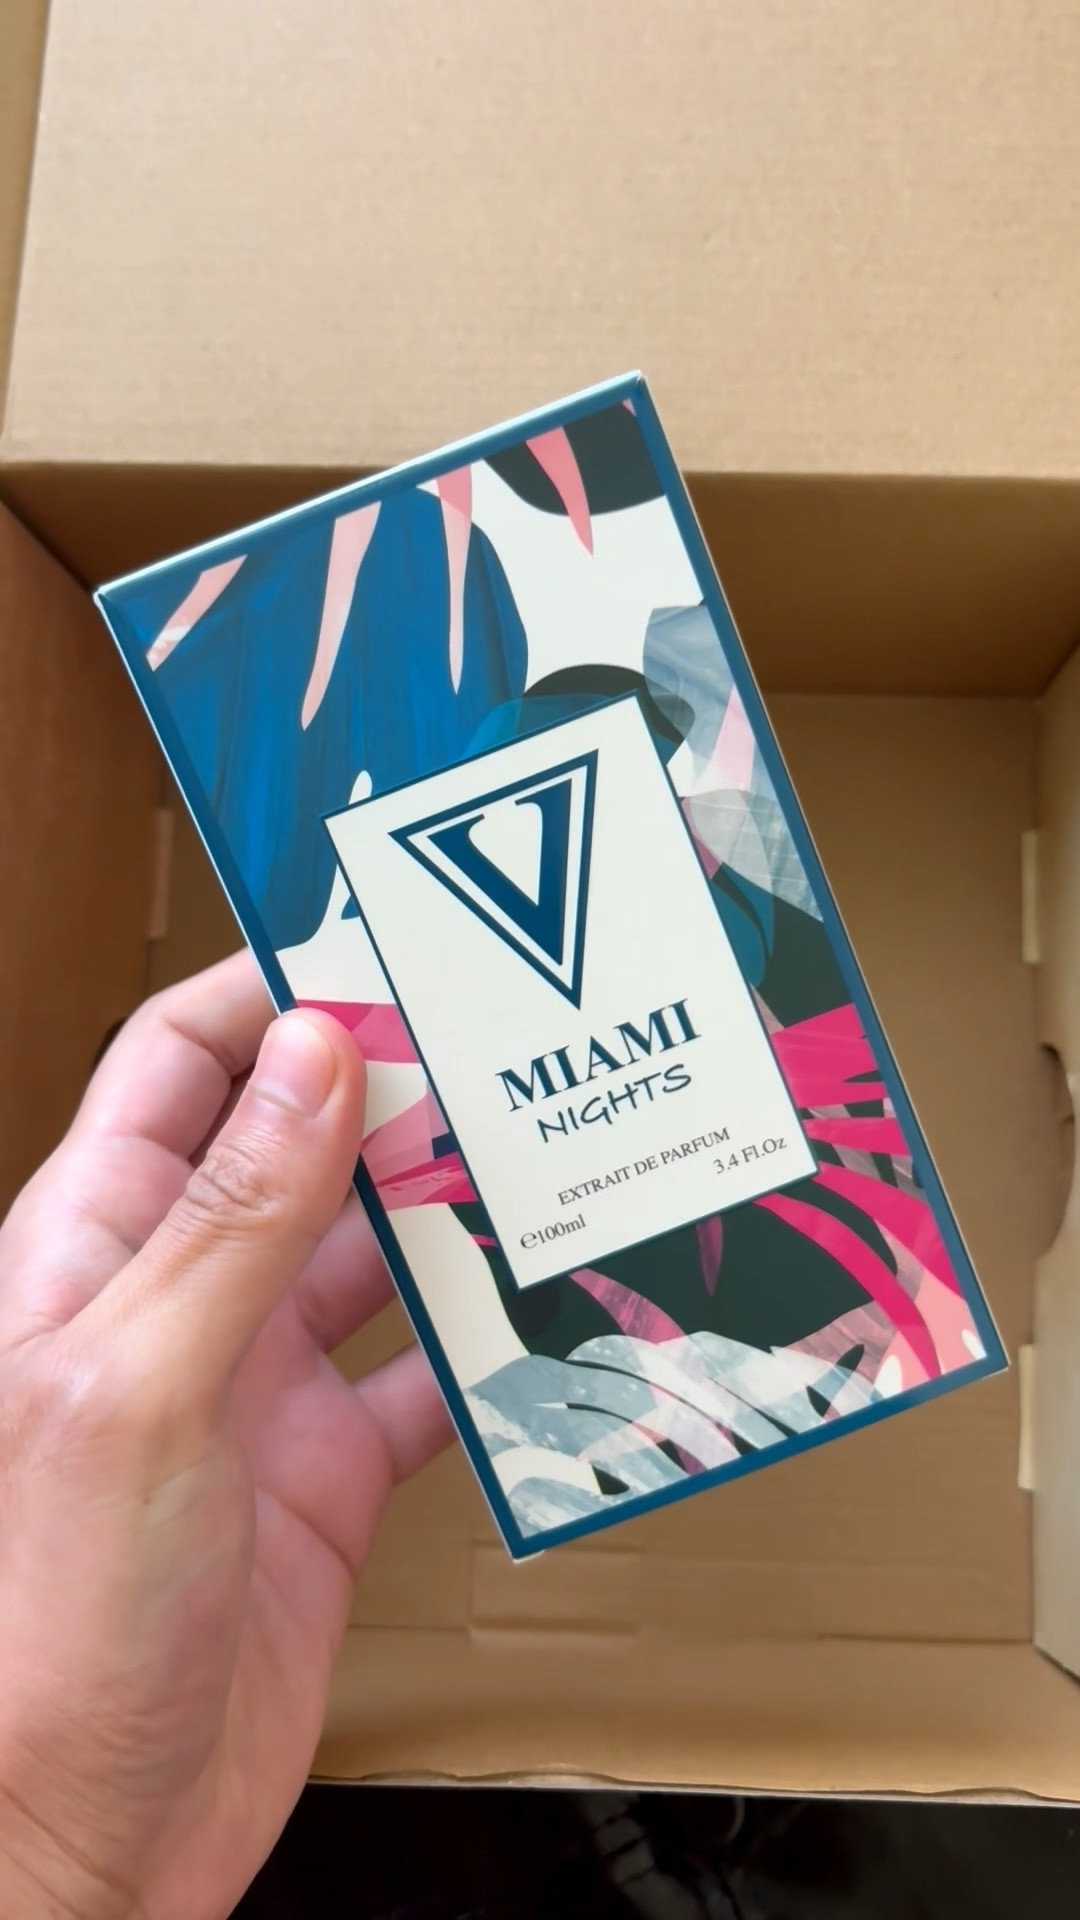 V
MIAMI
NIGHTS
EXTRAIT DE PARFUM
℮100ml 3.4 Fl.Oz